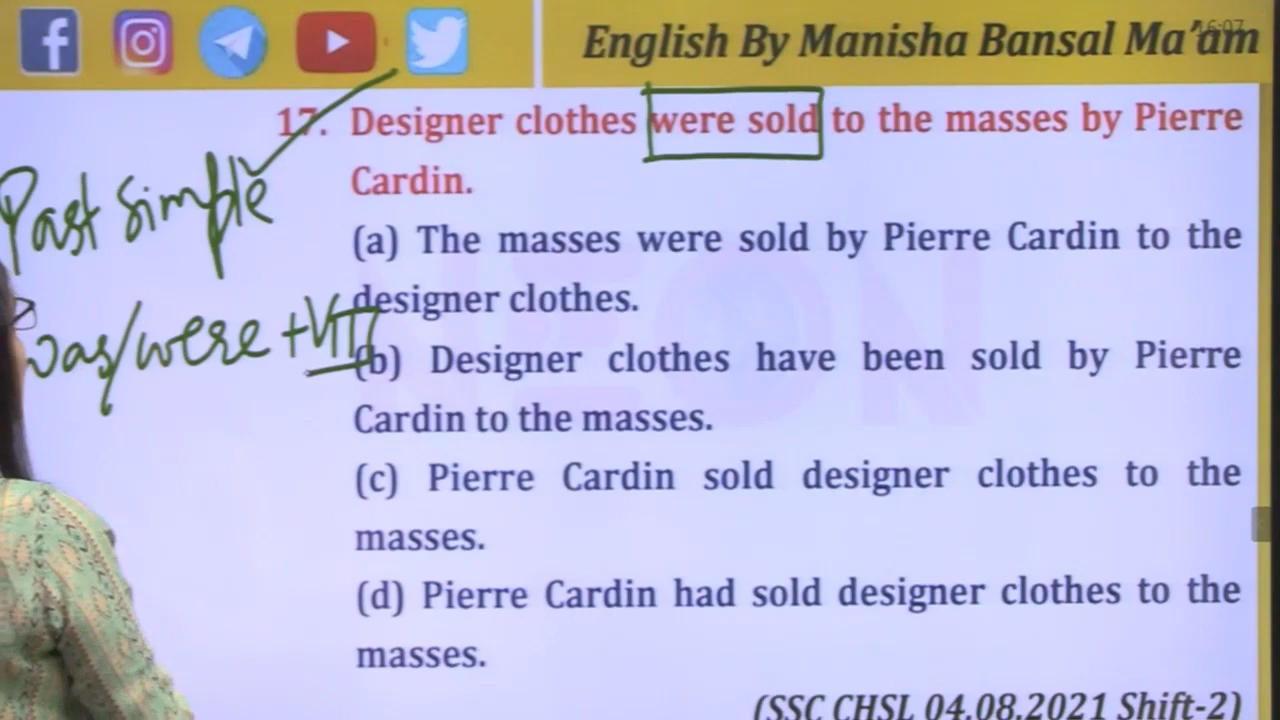 English By Manisha Bansal Ma'am
16:07
17. Designer clothes were sold to the masses by Pierre
Cardin.
Past simple
(a) The masses were sold by Pierre Cardin to the
designer clothes.
was/were + VIII
(b) Designer clothes have been sold by Pierre
Cardin to the masses.
(c) Pierre Cardin sold designer clothes to the
masses.
(d) Pierre Cardin had sold designer clothes to the
masses.
(SSC CHSL 04.08.2021 Shift-2)
NEON